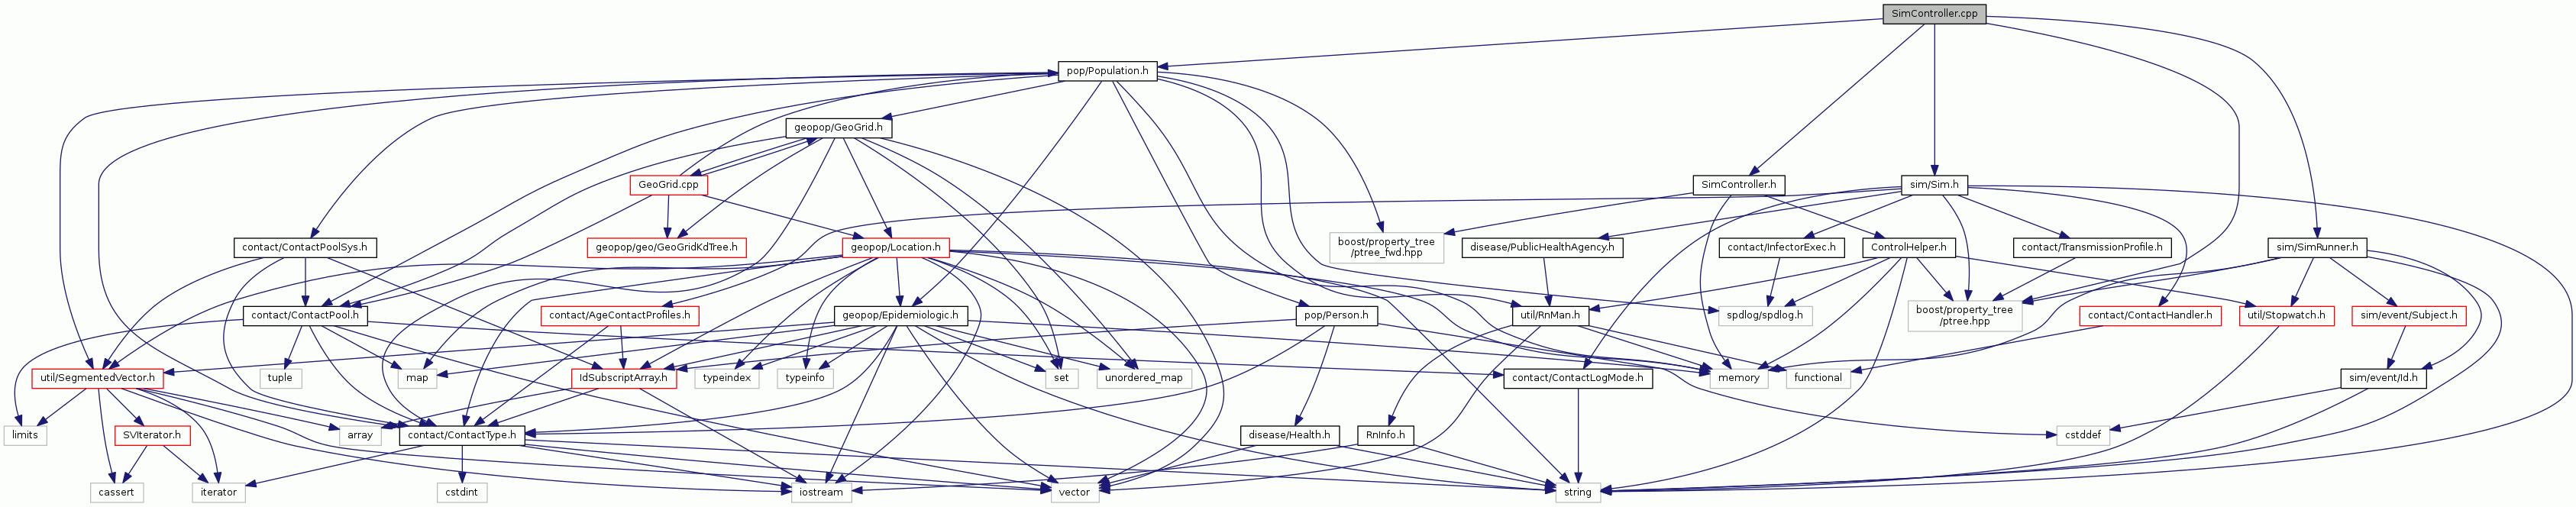 SimController.cpp
pop/Population.h
geopop/GeoGrid.h
GeoGrid.cpp
SimController.h
sim/Sim.h
contact/ContactPoolSys.h
geopop/geo/GeoGridKdTree.h
geopop/Location.h
boost/property_tree
/ptree_fwd.hpp
disease/PublicHealthAgency.h
contact/InfectorExec.h
ControlHelper.h
contact/TransmissionProfile.h
sim/SimRunner.h
contact/ContactPool.h
contact/AgeContactProfiles.h
geopop/Epidemiologic.h
pop/Person.h
util/RnMan.h
spdlog/spdlog.h
boost/property_tree
/ptree.hpp
contact/ContactHandler.h
util/Stopwatch.h
sim/event/Subject.h
util/SegmentedVector.h
tuple
map
IdSubscriptArray.h
typeindex
typeinfo
set
unordered_map
contact/ContactLogMode.h
memory
functional
sim/event/Id.h
limits
SVIterator.h
array
contact/ContactType.h
disease/Health.h
RnInfo.h
cstddef
cassert
iterator
cstdint
iostream
vector
string